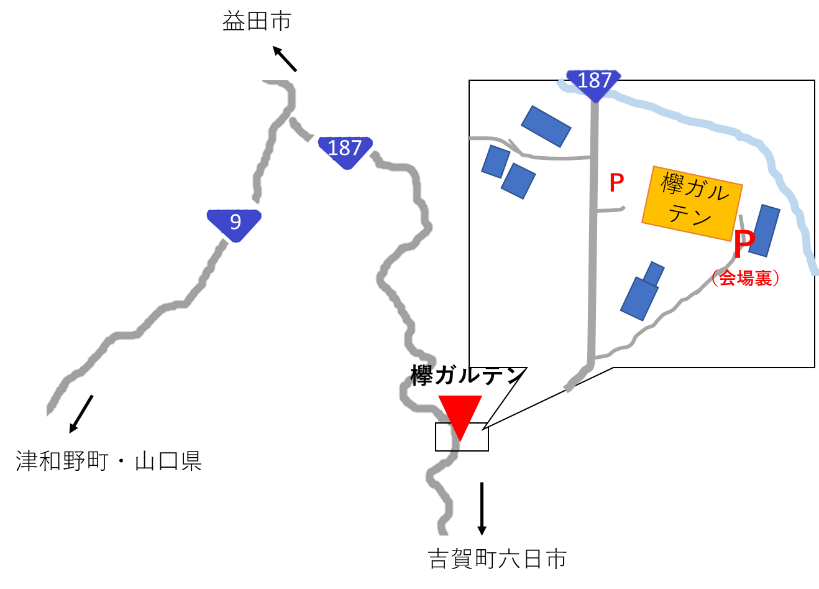 益田市
187
187
P
欅ガル
テン
9
P
(会場裏)
欅ガルテン
津和野町・山口県
吉賀町六日市